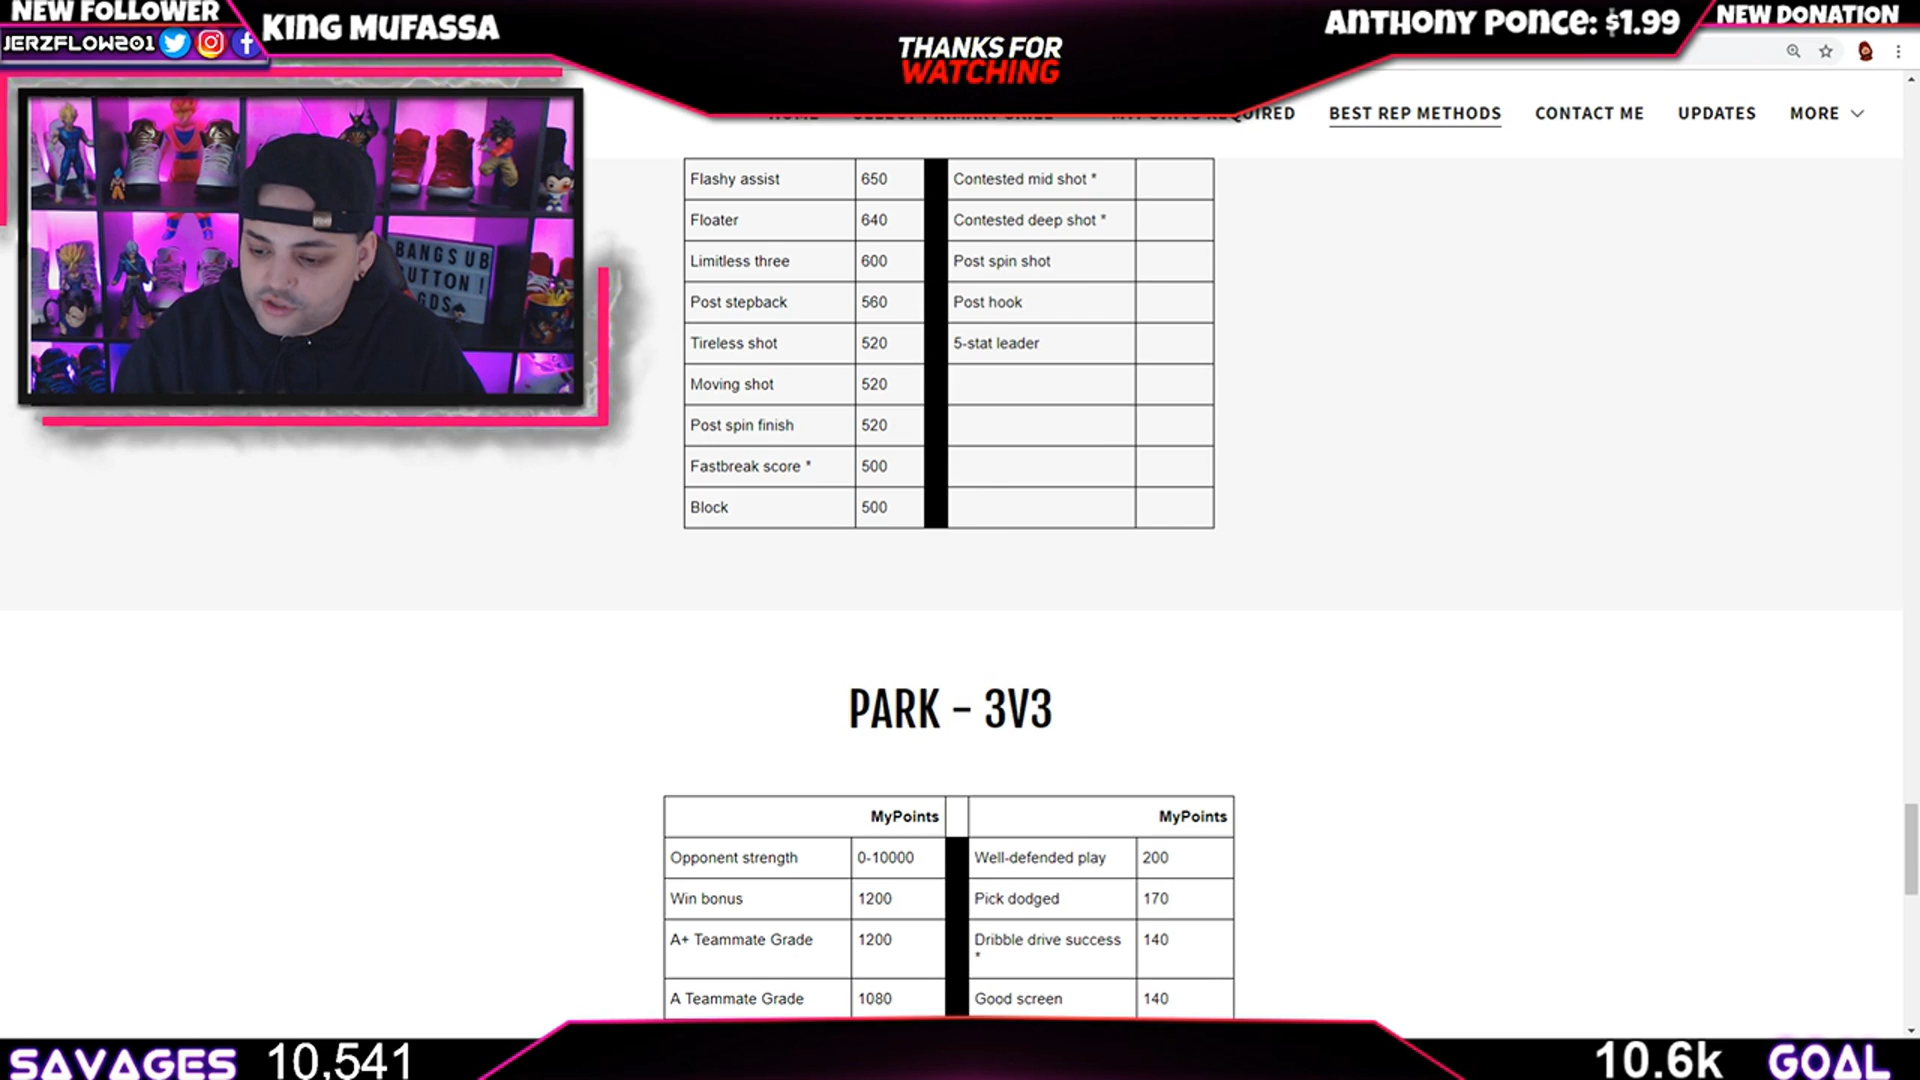 NEW FOLLOWER
KING MUFASSA
THANKS FOR
WATCHING
ANTHONY PONCE: $1.99
NEW DONATION
JERZFLOW201
BEST REP METHODS
CONTACT ME
UPDATES
MORE
BANGSUB
UTTON !
GDS
Flashy assist 650 Contested mid shot *
Floater 640 Contested deep shot *
Limitless three 600 Post spin shot
Post stepback 560 Post hook
Tireless shot 520 5-stat leader
Moving shot 520
Post spin finish 520
Fastbreak score * 500
Block 500
PARK - 3V3
MyPoints MyPoints
Opponent strength 0-10000 Well-defended play 200
Win bonus 1200 Pick dodged 170
A+ Teammate Grade 1200 Dribble drive success 140
*
A Teammate Grade 1080 Good screen 140
SAVAGES 10,541
10.6k GOAL